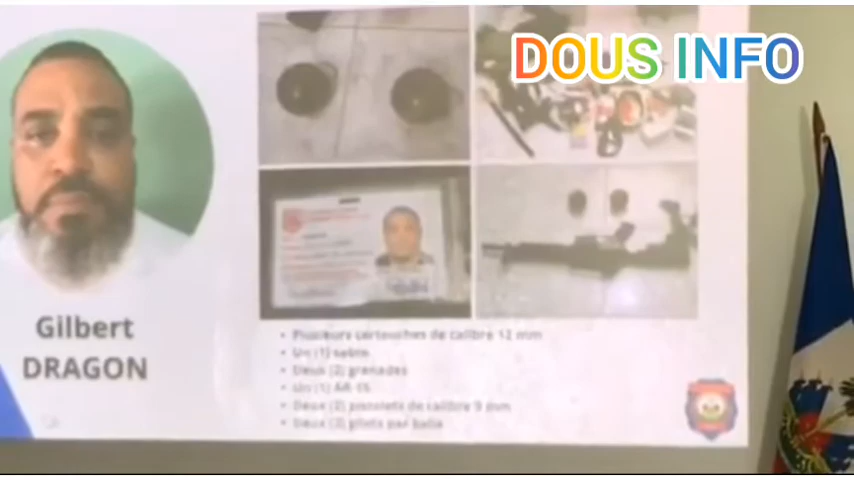 DOUS INFO
Gilbert
DRAGON
• Plusieurs cartouches de calibre 12 mm
• Un (1) sabre
• Deux (2) grenades
• Un (1) AR-15
• Deux (2) pistolets de calibre 9 mm
• Deux (2) gilets par balle